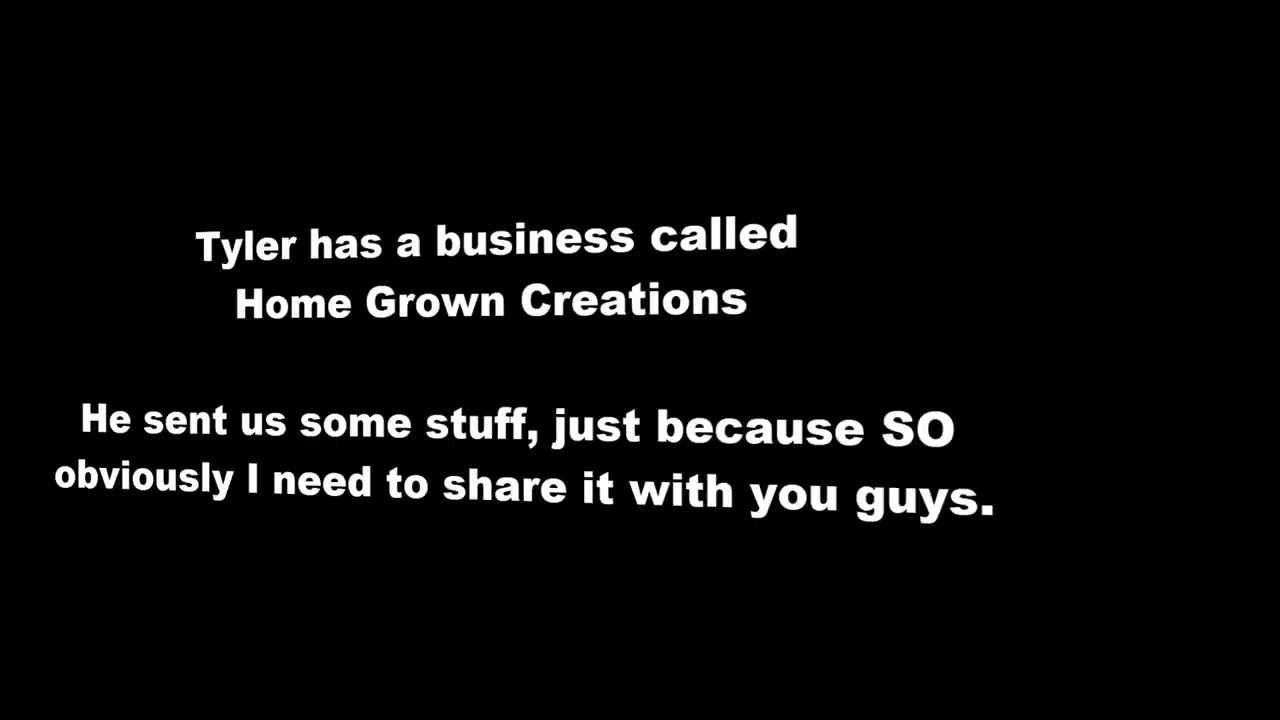 Tyler has a business called
Home Grown Creations
He sent us some stuff, just because SO
obviously I need to share it with you guys.